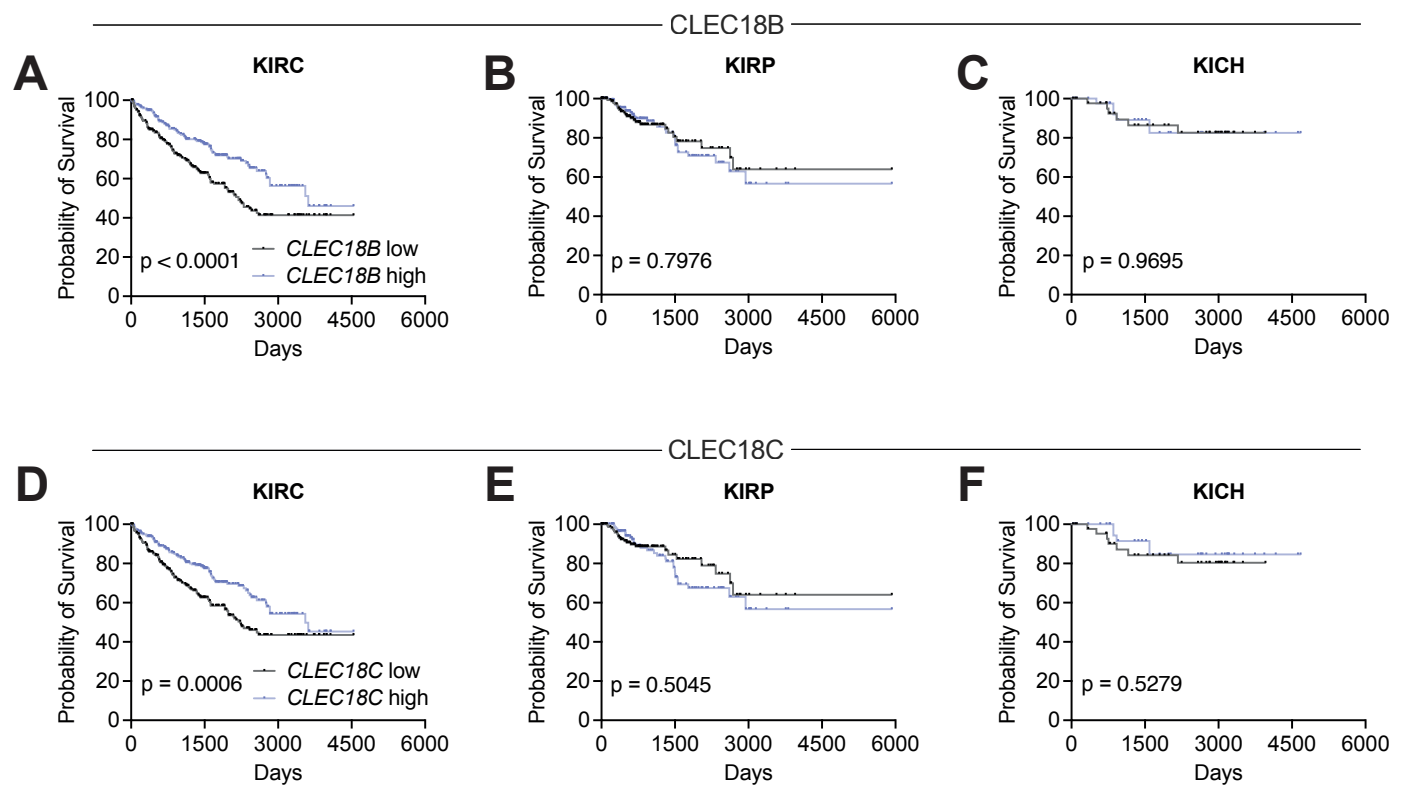 CLEC18B
A
KIRC
Probability of Survival
100
80
60
40
20
0
p < 0.0001
CLEC18B low
CLEC18B high
0 1500 3000 4500 6000
Days
B
KIRP
Probability of Survival
100
80
60
40
20
0
p = 0.7976
0 1500 3000 4500 6000
Days
C
KICH
Probability of Survival
100
80
60
40
20
0
p = 0.9695
0 1500 3000 4500 6000
Days
CLEC18C
D
KIRC
Probability of Survival
100
80
60
40
20
0
p = 0.0006
CLEC18C low
CLEC18C high
0 1500 3000 4500 6000
Days
E
KIRP
Probability of Survival
100
80
60
40
20
0
p = 0.5045
0 1500 3000 4500 6000
Days
F
KICH
Probability of Survival
100
80
60
40
20
0
p = 0.5279
0 1500 3000 4500 6000
Days